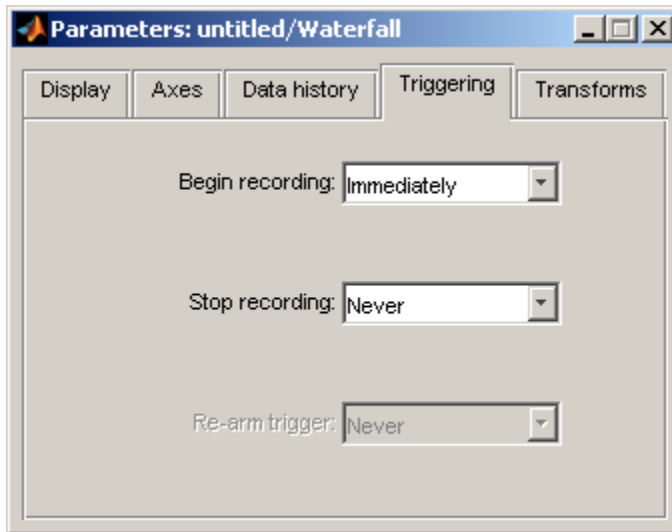 Parameters: untitled/Waterfall
Display Axes Data history Triggering Transforms
Begin recording: Immediately
Stop recording: Never
Re-arm trigger: Never